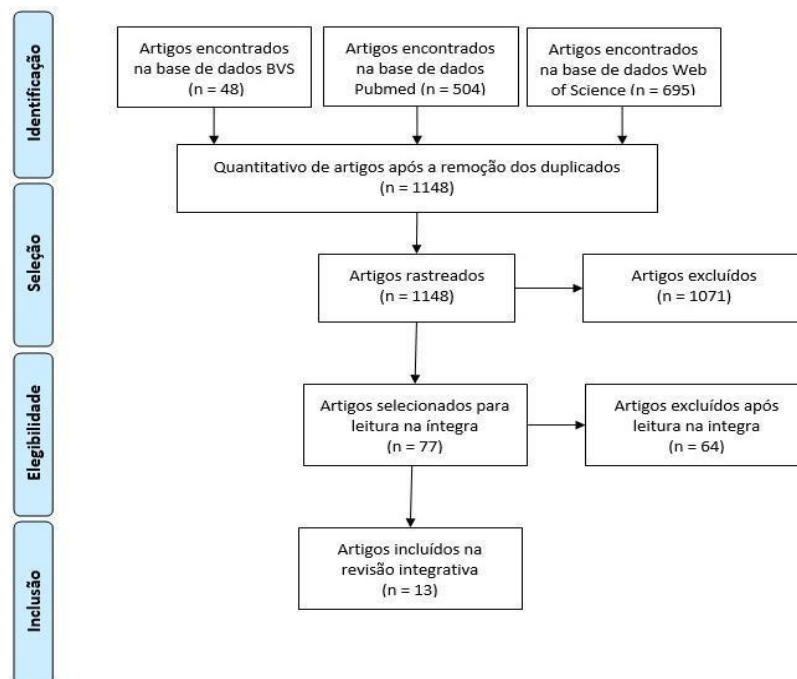 Identificação
Artigos encontrados
na base de dados BVS
(n = 48)
Artigos encontrados
na base de dados
Pubmed (n = 504)
Artigos encontrados
na base de dados Web
of Science (n = 695)
Quantitativo de artigos após a remoção dos duplicados
(n = 1148)
Seleção
Artigos rastreados
(n = 1148)
Artigos excluídos
(n = 1071)
Elegibilidade
Artigos selecionados para
leitura na íntegra
(n = 77)
Artigos excluídos após
leitura na integra
(n = 64)
Inclusão
Artigos incluídos na
revisão integrativa
(n = 13)